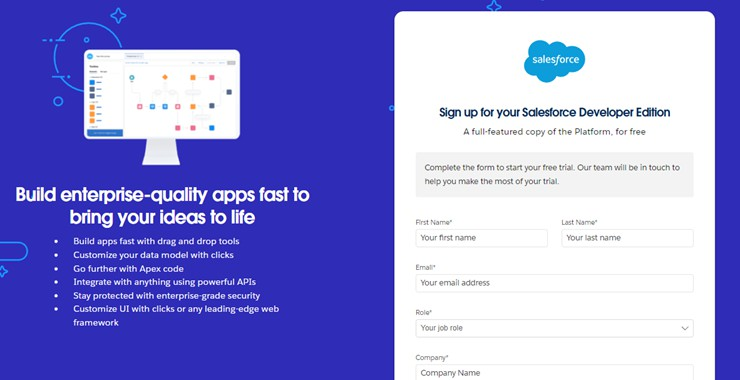 Build enterprise-quality apps fast to
bring your ideas to life
Build apps fast with drag and drop tools
Customize your data model with clicks
Go further with Apex code
Integrate with anything using powerful APIs
Stay protected with enterprise-grade security
Customize UI with clicks or any leading-edge web
framework
salesforce
Sign up for your Salesforce Developer Edition
A full-featured copy of the Platform, for free
Complete the form to start your free trial. Our team will be in touch to
help you make the most of your trial.
First Name* Last Name*
Your first name Your last name
Email*
Your email address
Role*
Your job role
Company*
Company Name